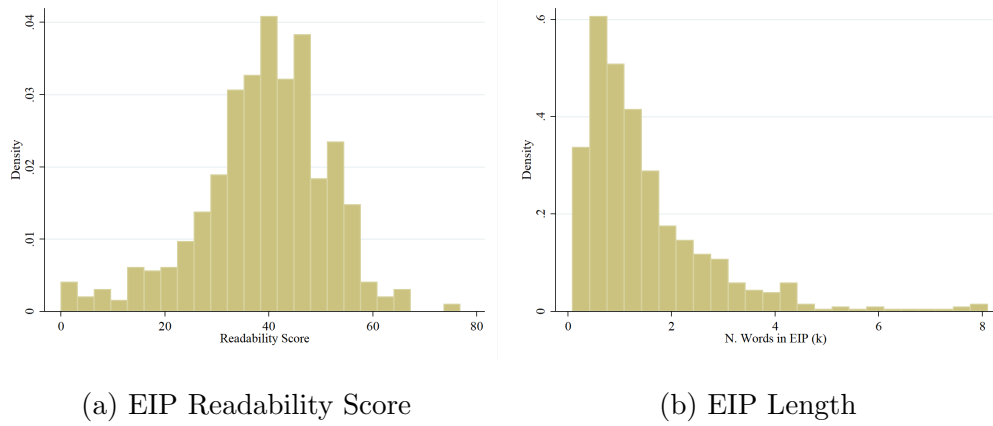 .04
.03
.02
.01
0
Density
0 20 40 60 80
Readability Score
.6
.4
.2
0
Density
0 2 4 6 8
N. Words in EIP (k)
(a) EIP Readability Score
(b) EIP Length